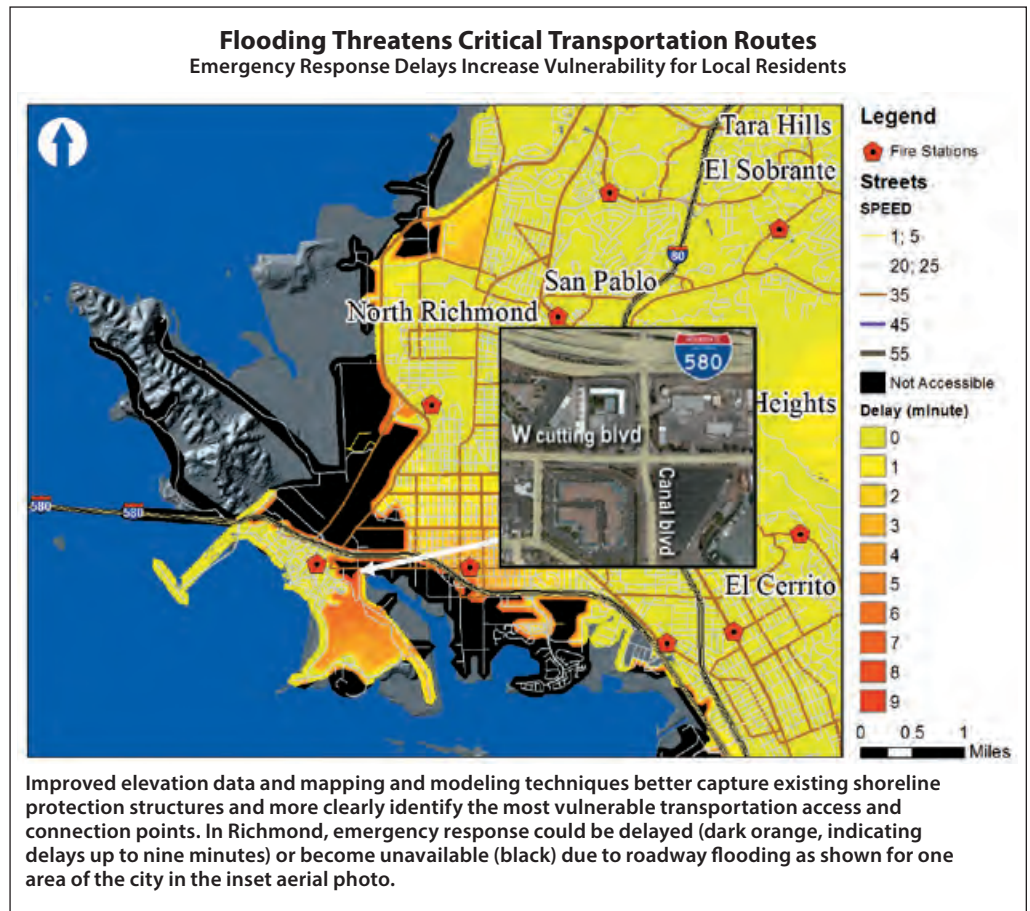 Flooding Threatens Critical Transportation Routes
Emergency Response Delays Increase Vulnerability for Local Residents
Tara Hills
El Sobrante
80
San Pablo
North Richmond
580
Heights
W cutting blvd
Canal blvd
580
580
El Cerrito
Legend
Fire Stations
Streets
SPEED
1; 5
20; 25
35
45
55
Not Accessible
Delay (minute)
0
1
2
3
4
5
6
7
8
9
0 0.5 1
Miles
Improved elevation data and mapping and modeling techniques better capture existing shoreline
protection structures and more clearly identify the most vulnerable transportation access and
connection points. In Richmond, emergency response could be delayed (dark orange, indicating
delays up to nine minutes) or become unavailable (black) due to roadway flooding as shown for one
area of the city in the inset aerial photo.